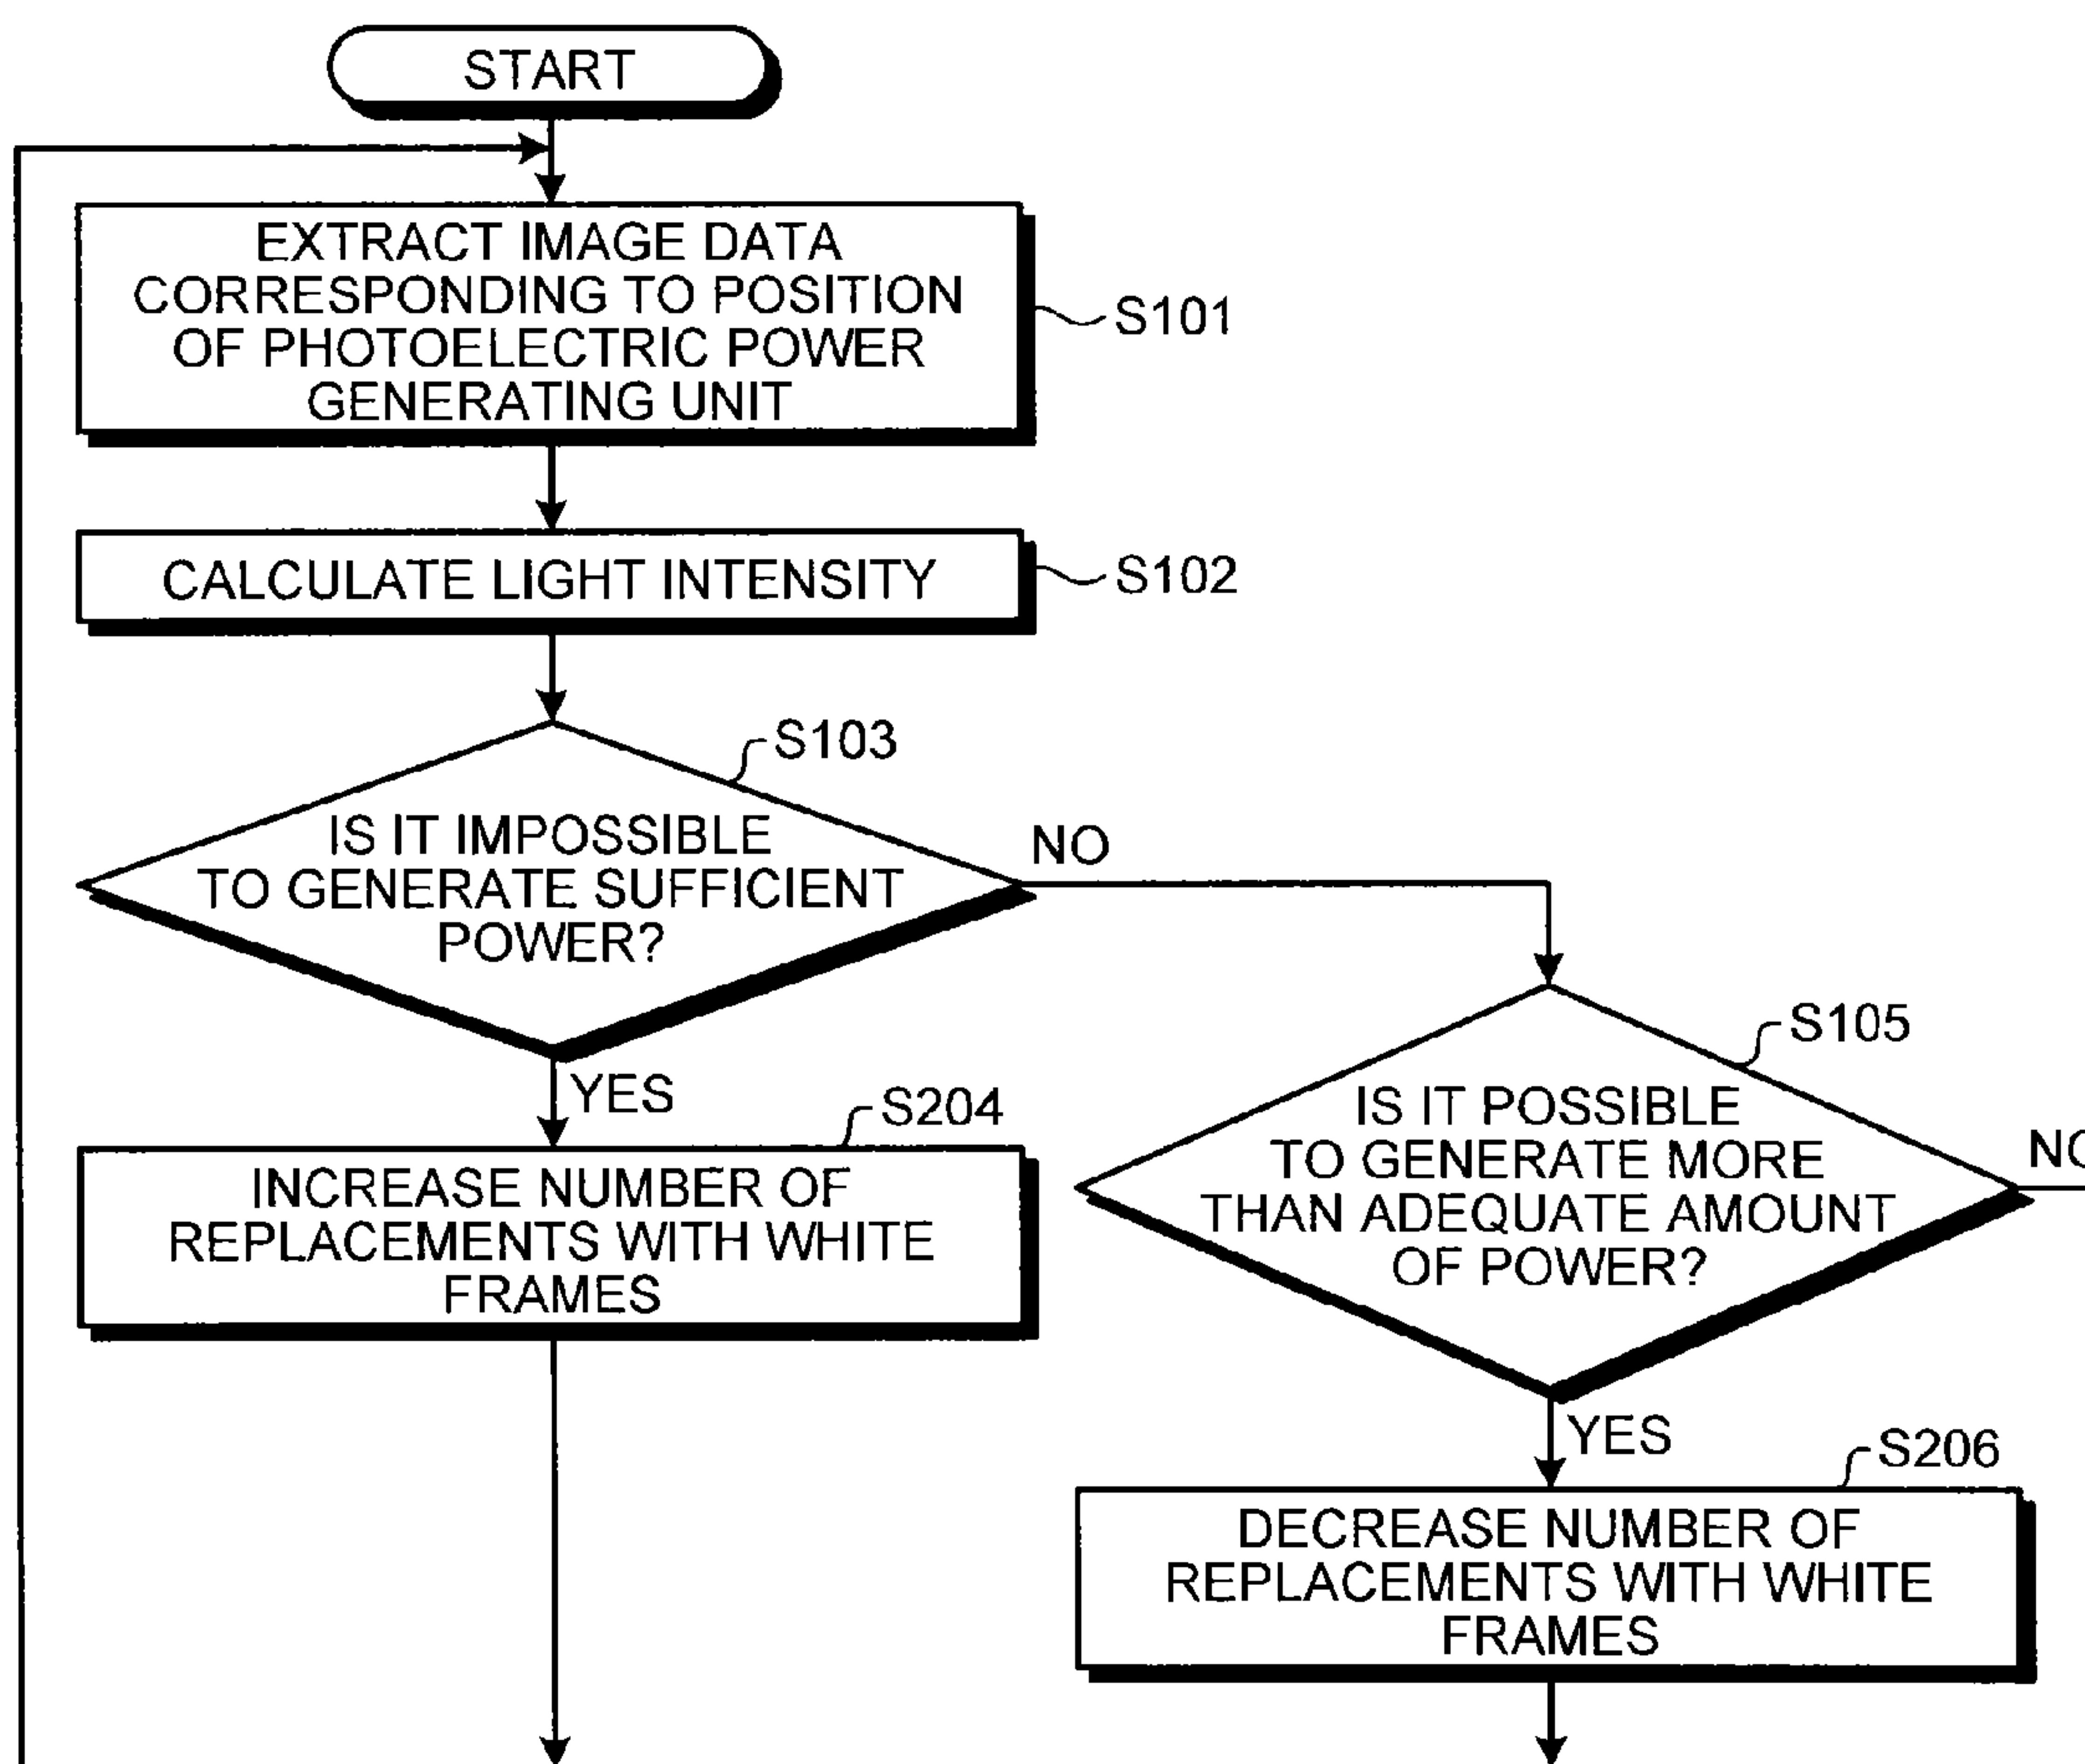 START
EXTRACT IMAGE DATA
CORRESPONDING TO POSITION
OF PHOTOELECTRIC POWER
GENERATING UNIT
S101
CALCULATE LIGHT INTENSITY
S102
S103
IS IT IMPOSSIBLE
TO GENERATE SUFFICIENT
POWER?
NO
YES
S204
INCREASE NUMBER OF
REPLACEMENTS WITH WHITE
FRAMES
S105
IS IT POSSIBLE
TO GENERATE MORE
THAN ADEQUATE AMOUNT
OF POWER?
YES
S206
DECREASE NUMBER OF
REPLACEMENTS WITH WHITE
FRAMES